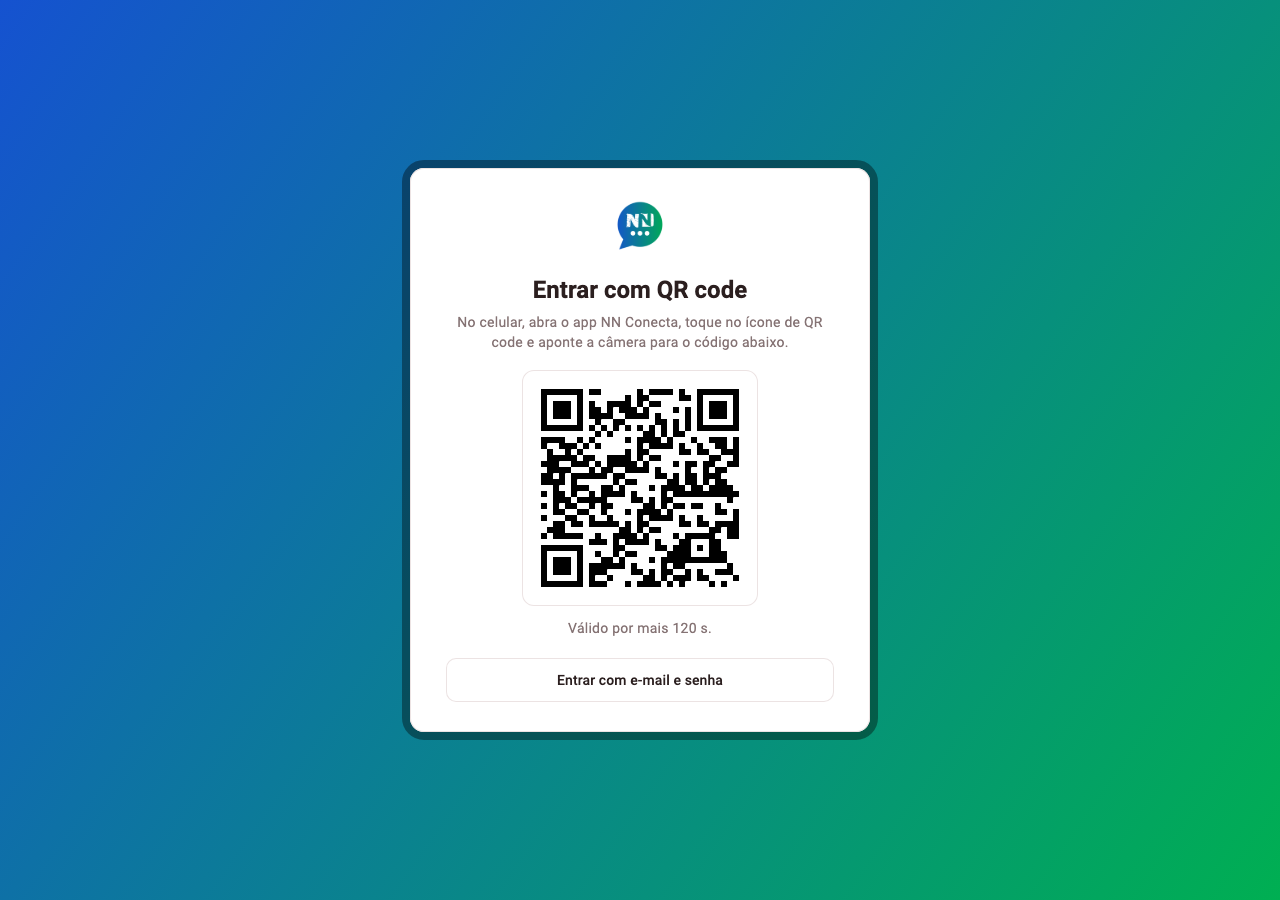 NN
Entrar com QR code
No celular, abra o app NN Conecta, toque no ícone de QR
code e aponte a câmera para o código abaixo.
Válido por mais 120 s.
Entrar com e-mail e senha